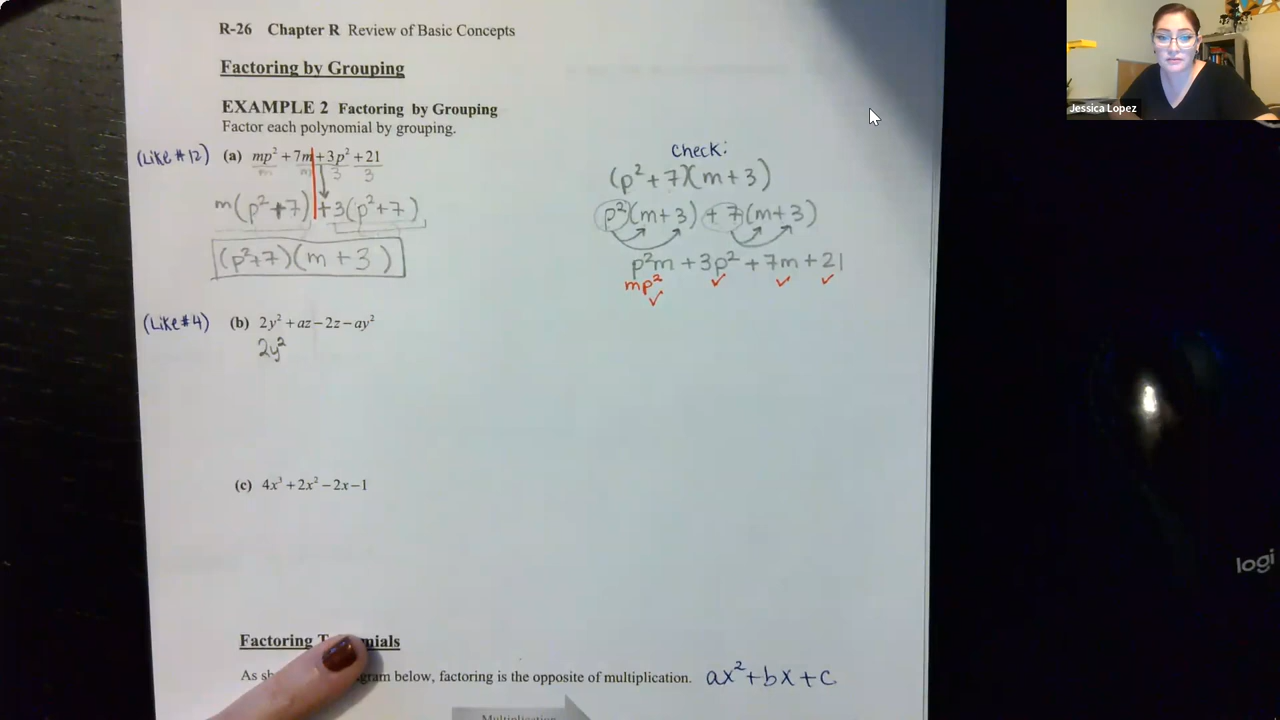 R-26 Chapter R Review of Basic Concepts
Factoring by Grouping
EXAMPLE 2 Factoring by Grouping
Factor each polynomial by grouping.
(Like #12) (a) mp² + 7m + 3p² + 21
m m 3 3
m(p² + 7) + 3(p² + 7)
(p²+7)(m + 3)
Check:
(p² + 7)(m + 3)
p²(m + 3) + 7(m + 3)
p²m + 3p² + 7m + 21
mp² ✓ ✓ ✓ ✓
(Like #4) (b) 2y² + az − 2z − ay²
2y²
(c) 4x³ + 2x² − 2x − 1
Factoring
As gram below, factoring is the opposite of multiplication. ax² + bx + c
Multiplication
Jessica Lopez
logi